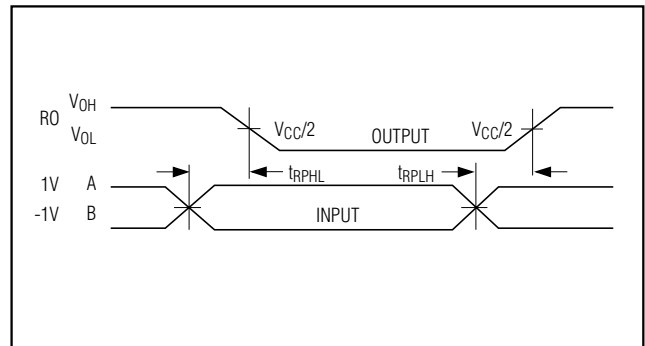 RO
VOH
VOL
VCC/2
OUTPUT
VCC/2
tRPHL
tRPLH
1V A
-1V B
INPUT